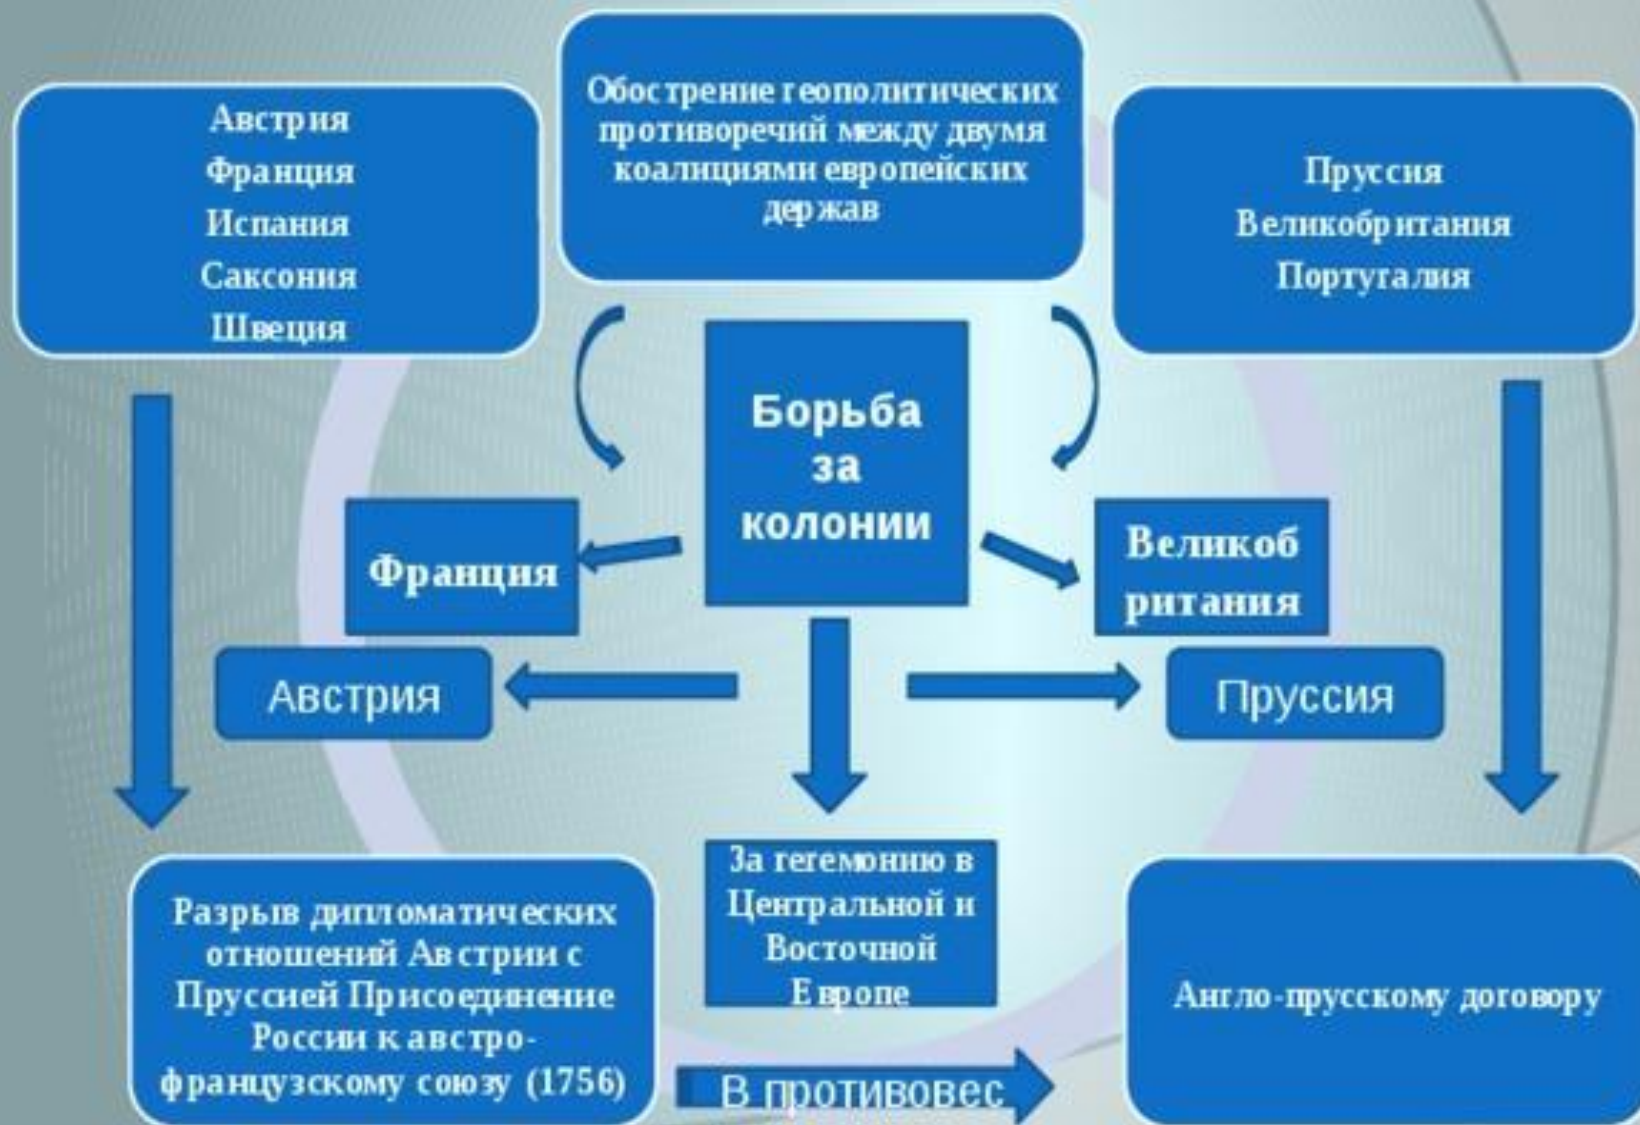 Австрия
Франция
Испания
Саксония
Швеция
Обострение геополитических
противоречий между двумя
коалициями европейских
держав
Пруссия
Великобритания
Португалия
Борьба
за
колонии
Франция
Великоб
ритания
Австрия
Пруссия
Разрыв дипломатических
отношений Австрии с
Пруссией Присоединение
России к австро-
французскому союзу (1756)
За гегемонию в
Центральной и
Восточной
Европе
В противовес
Англо-прусскому договору